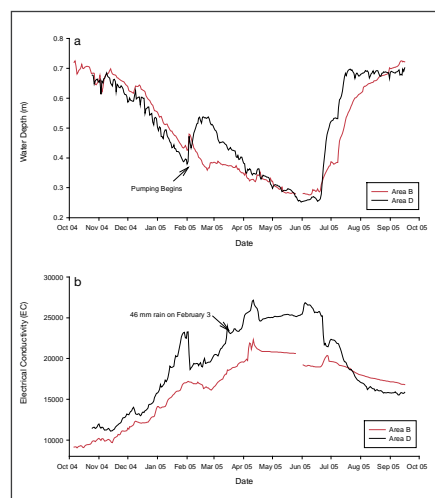 a
0.8
0.7
0.6
0.5
0.4
0.3
0.2
Water Depth (m)
Pumping Begins
Area B
Area D
Oct 04 Nov 04 Dec 04 Jan 05 Feb 05 Mar 05 Apr 05 May 05 Jun 05 Jul 05 Aug 05 Sep 05 Oct 05
Date
b
30000
25000
20000
15000
10000
Electrical Conductivity (EC)
46 mm rain on February 3
Area B
Area D
Oct 04 Nov 04 Dec 04 Jan 05 Feb 05 Mar 05 Apr 05 May 05 Jun 05 Jul 05 Aug 05 Sep 05 Oct 05
Date